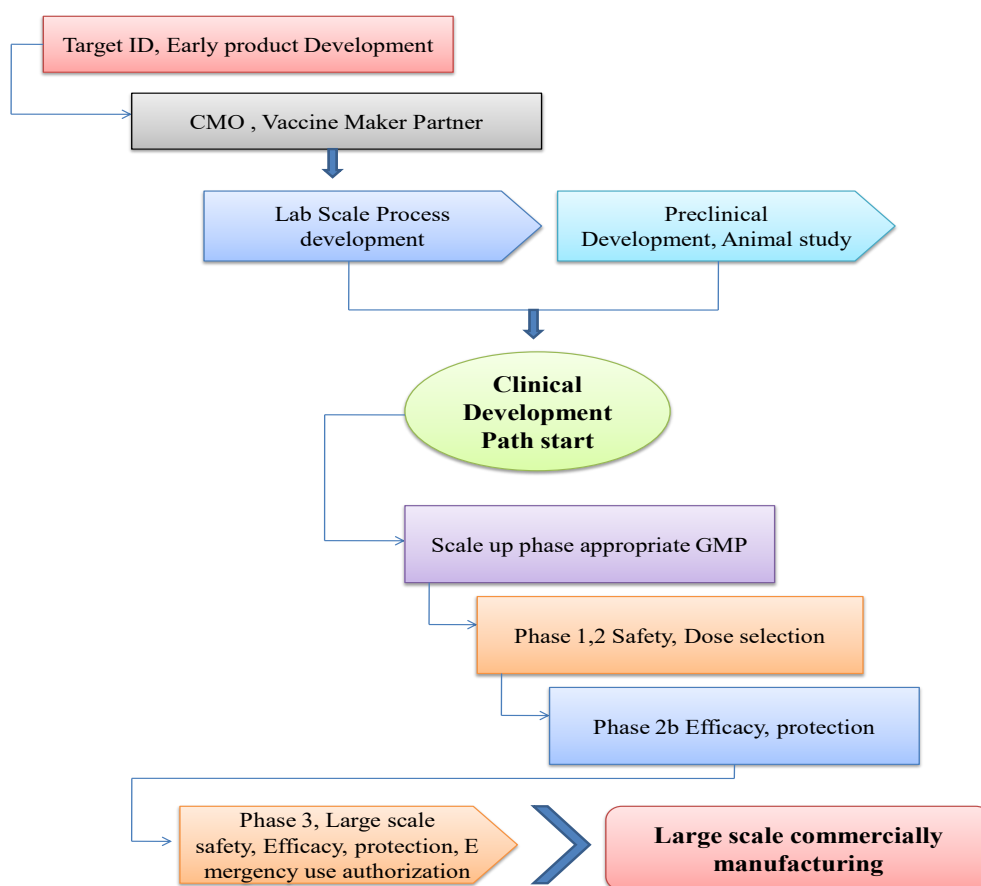 Target ID, Early product Development
CMO , Vaccine Maker Partner
Lab Scale Process
development
Preclinical
Development, Animal study
Clinical
Development
Path start
Scale up phase appropriate GMP
Phase 1,2 Safety, Dose selection
Phase 2b Efficacy, protection
Phase 3, Large scale
safety, Efficacy, protection, E
mergency use authorization
Large scale commercially
manufacturing